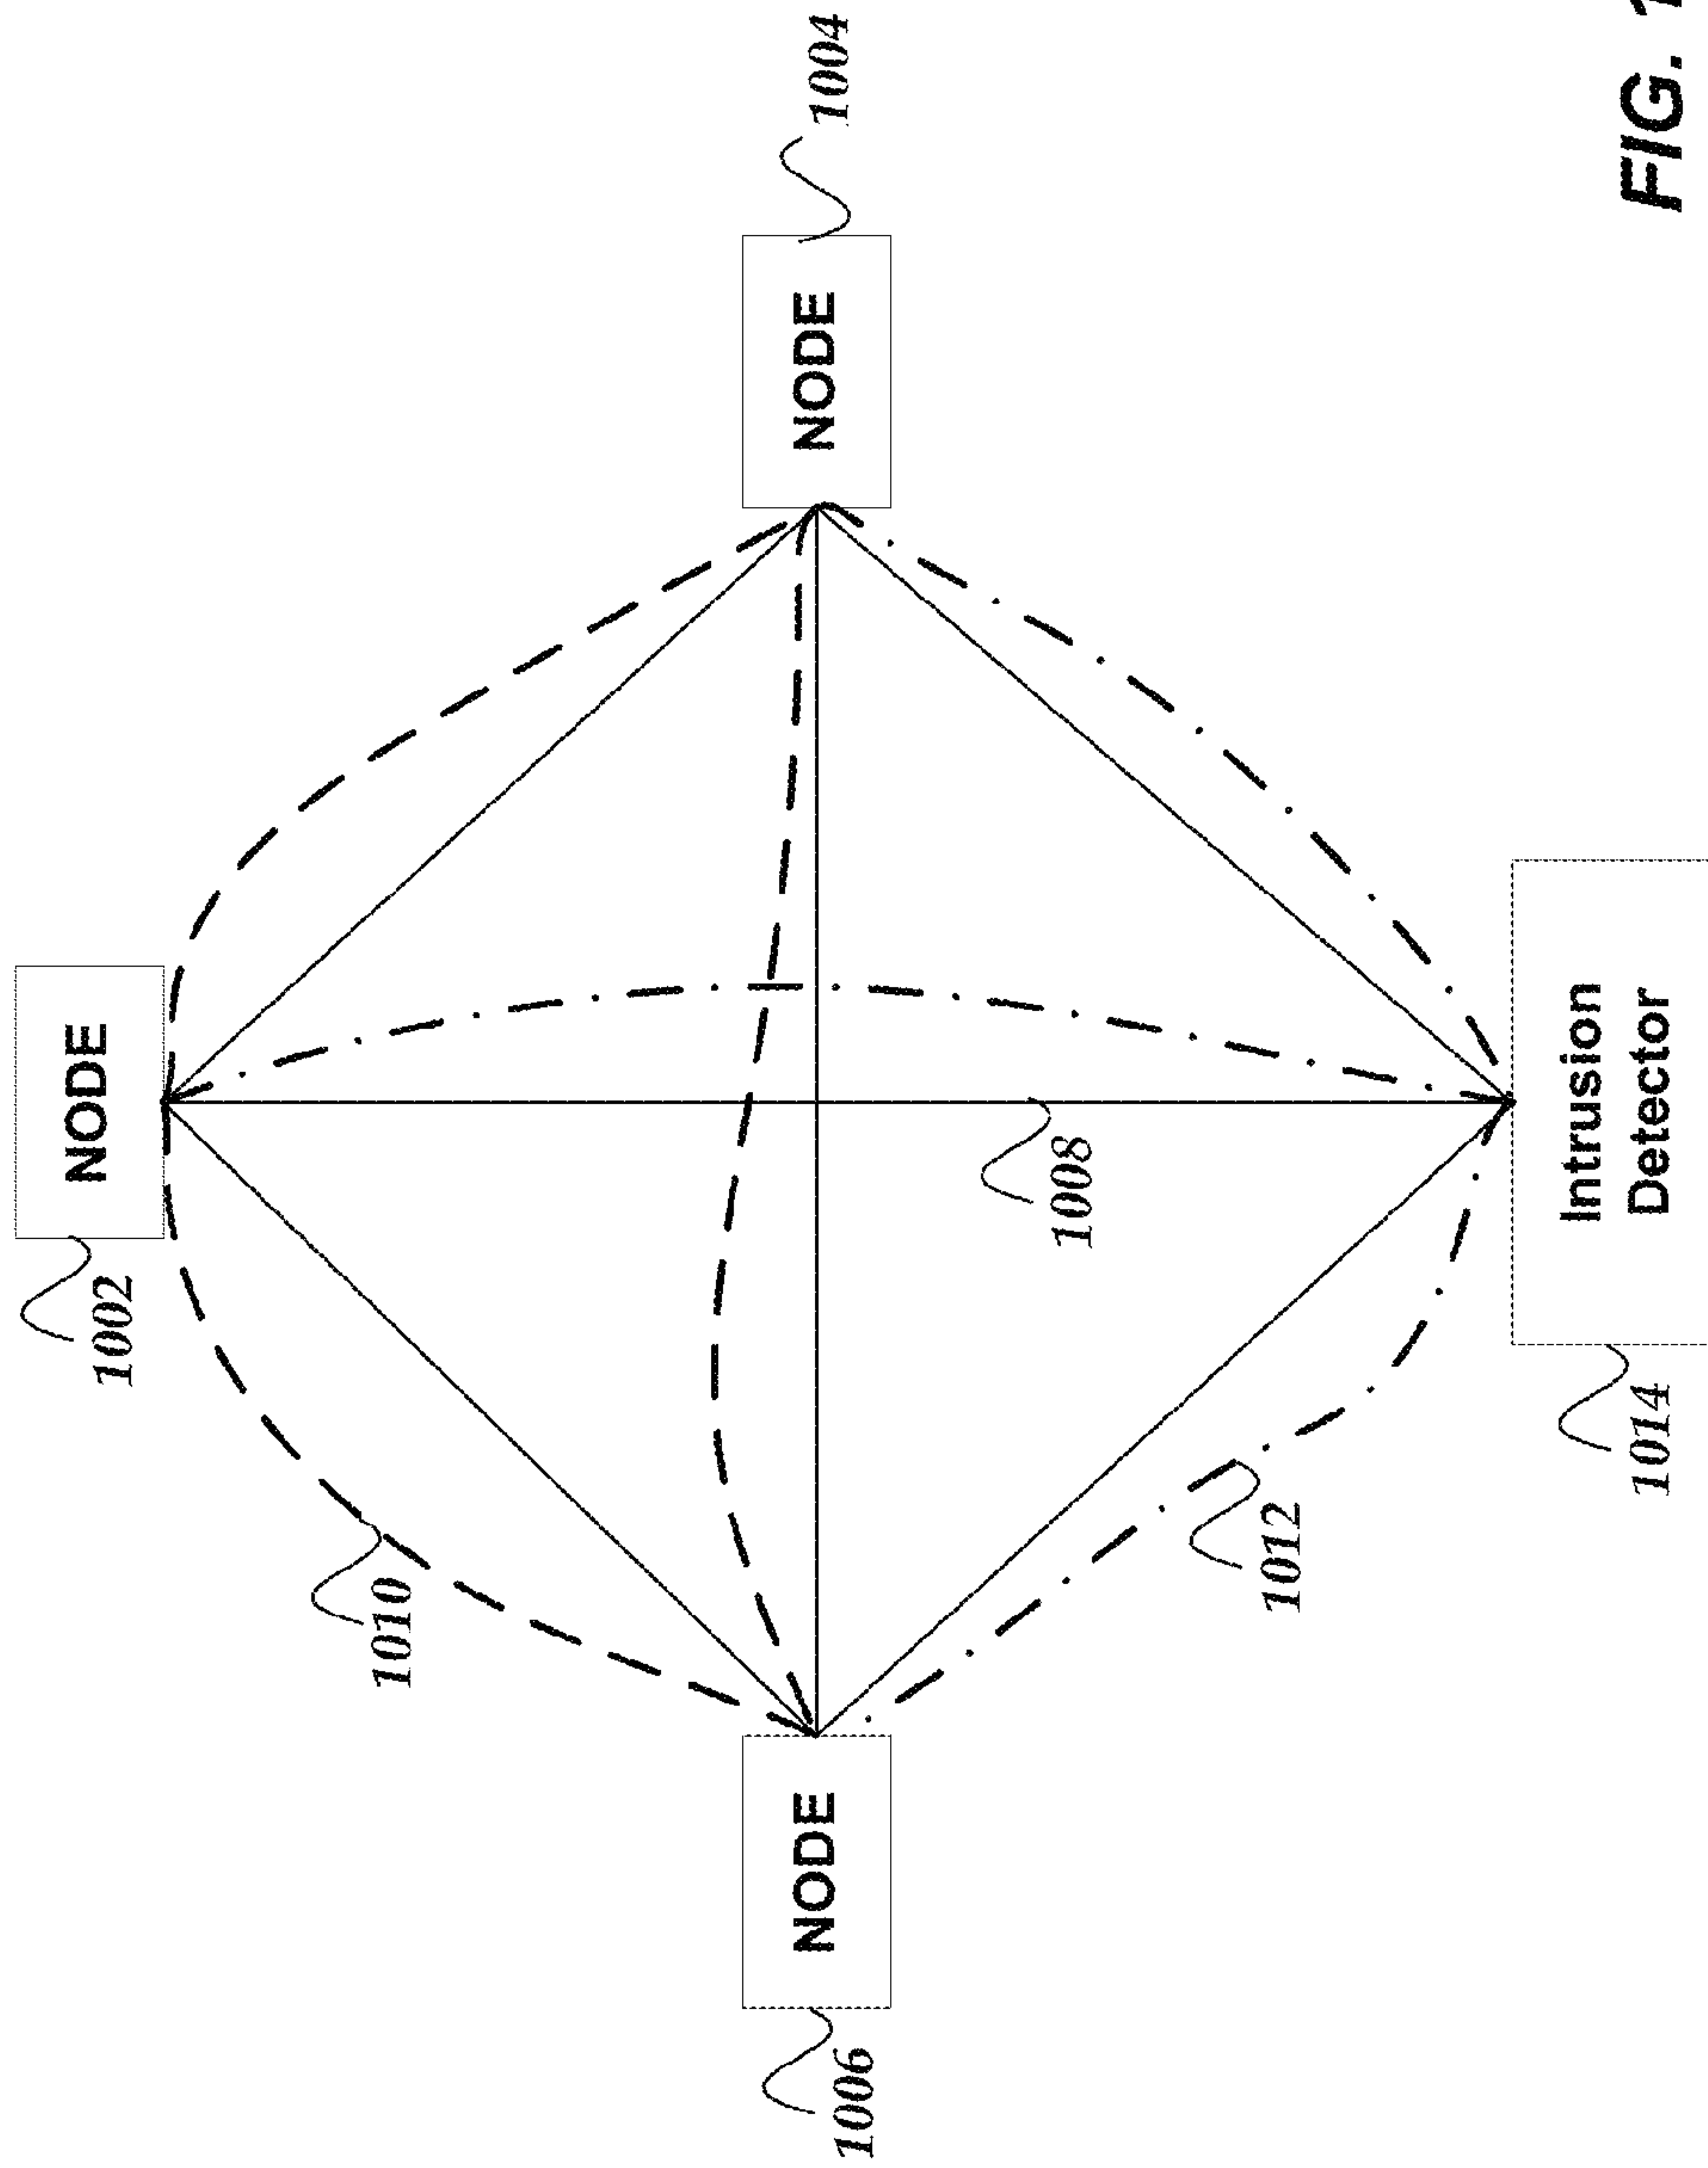 NODE
1002
1010
1006
NODE
NODE
1004
1008
1012
Intrusion
Detector
1014
FIG.